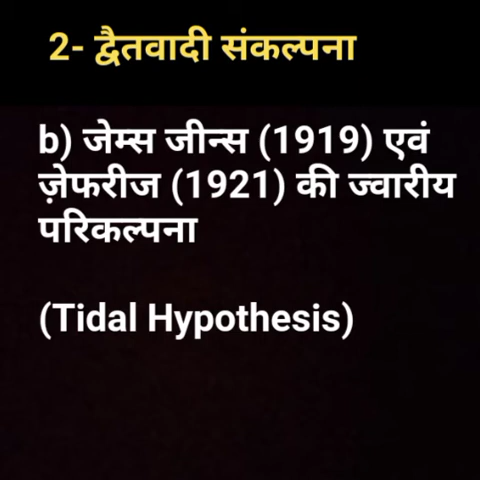 2- द्वैतवादी संकल्पना
b) जेम्स जीन्स (1919) एवं
ज़ेफरीज (1921) की ज्वारीय
परिकल्पना
(Tidal Hypothesis)